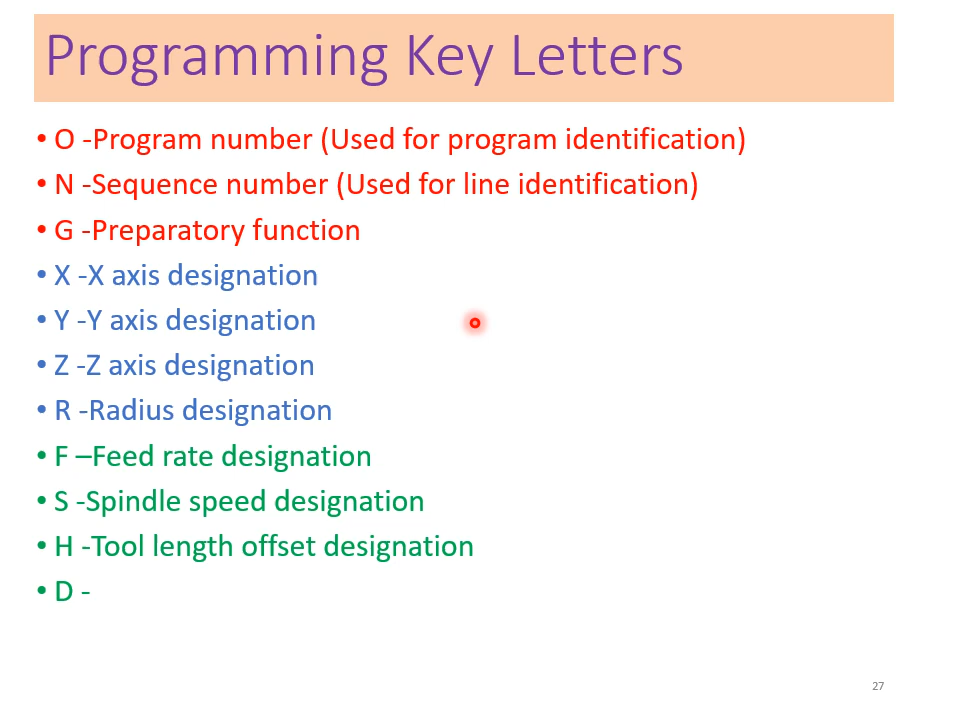 Programming Key Letters
• O -Program number (Used for program identification)
• N -Sequence number (Used for line identification)
• G -Preparatory function
• X -X axis designation
• Y -Y axis designation
• Z -Z axis designation
• R -Radius designation
• F –Feed rate designation
• S -Spindle speed designation
• H -Tool length offset designation
• D -
27